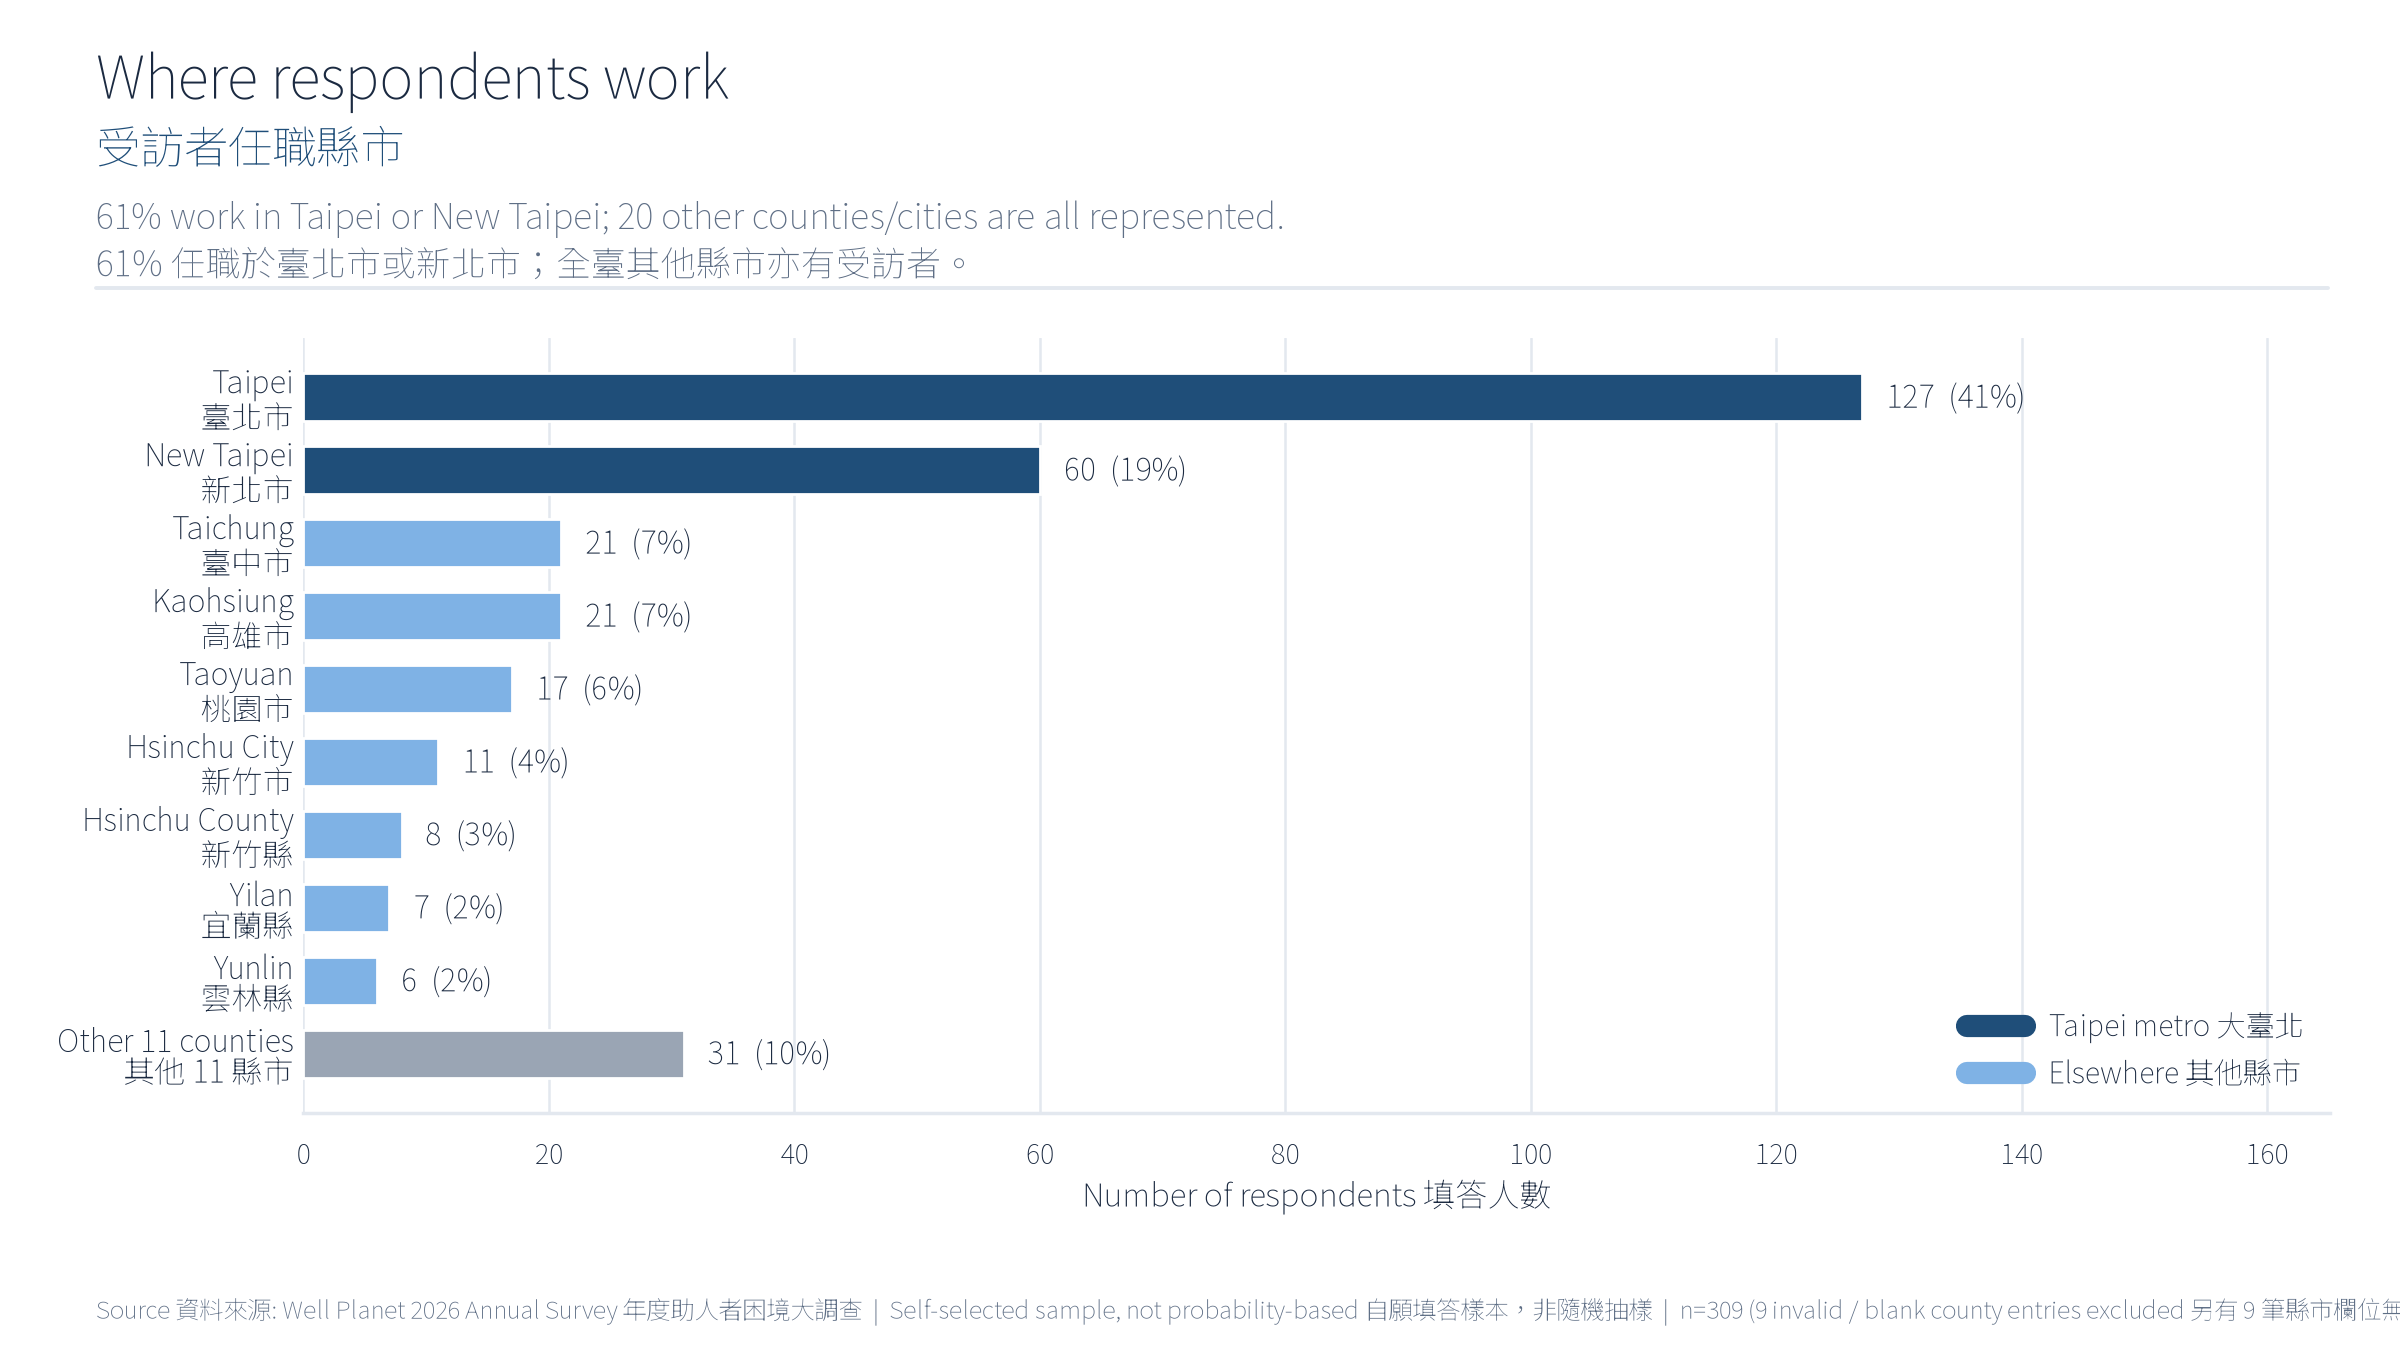 Where respondents work
受訪者任職縣市
61% work in Taipei or New Taipei; 20 other counties/cities are all represented.
61% 任職於臺北市或新北市；全臺其他縣市亦有受訪者。
Taipei
臺北市
127 (41%)
New Taipei
新北市
60 (19%)
Taichung
臺中市
21 (7%)
Kaohsiung
高雄市
21 (7%)
Taoyuan
桃園市
17 (6%)
Hsinchu City
新竹市
11 (4%)
Hsinchu County
新竹縣
8 (3%)
Yilan
宜蘭縣
7 (2%)
Yunlin
雲林縣
6 (2%)
Other 11 counties
其他 11 縣市
31 (10%)
Taipei metro 大臺北
Elsewhere 其他縣市
0 20 40 60 80 100 120 140 160
Number of respondents 填答人數
Source 資料來源: Well Planet 2026 Annual Survey 年度助人者困境大調查 | Self-selected sample, not probability-based 自願填答樣本，非隨機抽樣 | n=309 (9 invalid / blank county entries excluded 另有 9 筆縣市欄位無